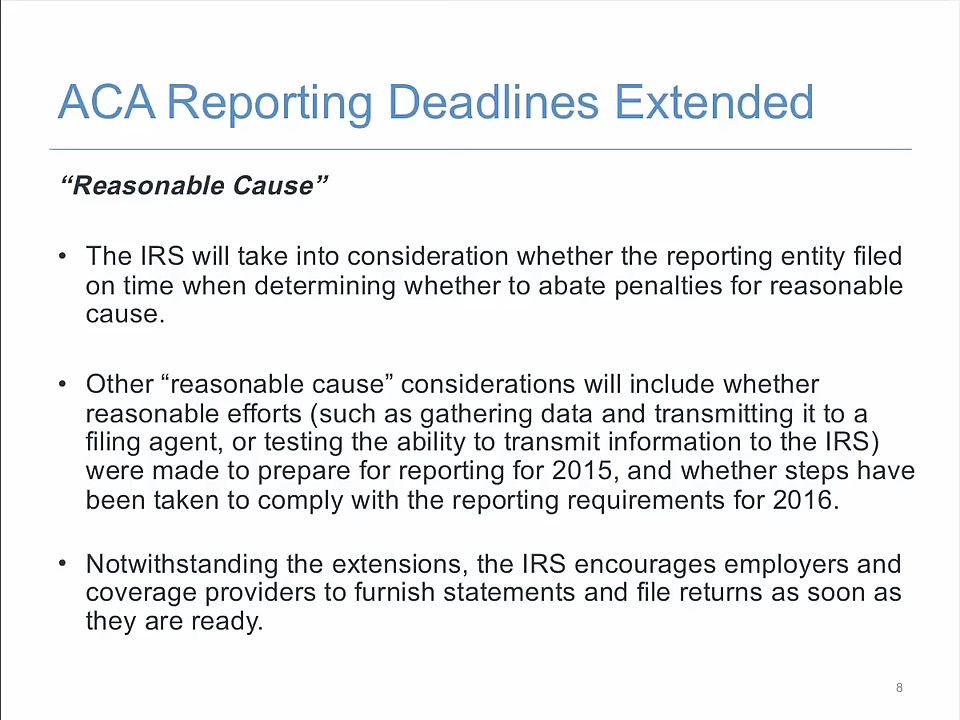 ACA Reporting Deadlines Extended
“Reasonable Cause”
• The IRS will take into consideration whether the reporting entity filed
on time when determining whether to abate penalties for reasonable
cause.
• Other “reasonable cause” considerations will include whether
reasonable efforts (such as gathering data and transmitting it to a
filing agent, or testing the ability to transmit information to the IRS)
were made to prepare for reporting for 2015, and whether steps have
been taken to comply with the reporting requirements for 2016.
• Notwithstanding the extensions, the IRS encourages employers and
coverage providers to furnish statements and file returns as soon as
they are ready.
8